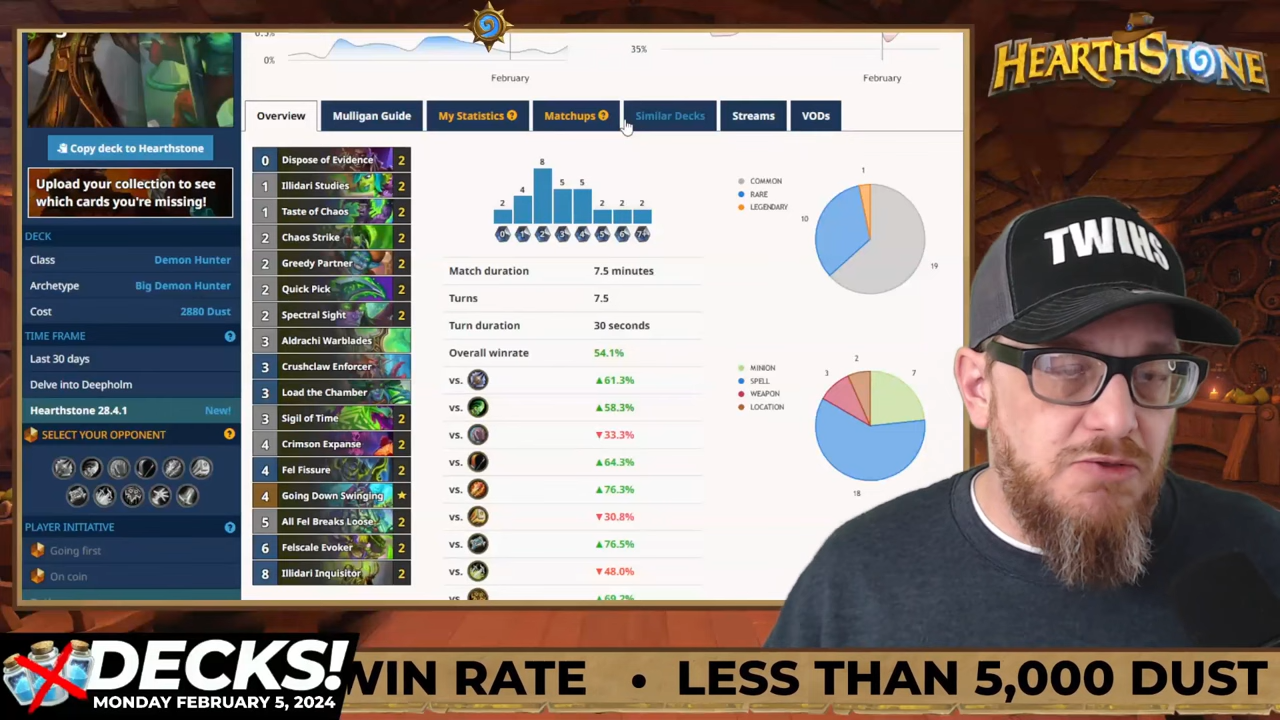 HEARTHSTONE
0%
February
35%
February
Overview
Mulligan Guide
My Statistics ?
Matchups ?
Similar Decks
Streams
VODs
Copy deck to Hearthstone
Upload your collection to see
which cards you're missing!
DECK
Class Demon Hunter
Archetype Big Demon Hunter
Cost 2880 Dust
TIME FRAME ?
Last 30 days
Delve into Deepholm
Hearthstone 28.4.1 New!
SELECT YOUR OPPONENT ?
PLAYER INITIATIVE ?
Going first
On coin
0 Dispose of Evidence 2
1 Illidari Studies 2
1 Taste of Chaos 2
2 Chaos Strike 2
2 Greedy Partner 2
2 Quick Pick 2
2 Spectral Sight 2
3 Aldrachi Warblades
3 Crushclaw Enforcer 2
3 Load the Chamber 2
3 Sigil of Time 2
4 Crimson Expanse 2
4 Fel Fissure 2
4 Going Down Swinging ★
5 All Fel Breaks Loose 2
6 Felscale Evoker 2
8 Illidari Inquisitor 2
2 4 8 5 5 2 2 2
0 1 2 3 4 5 6 7+
Match duration 7.5 minutes
Turns 7.5
Turn duration 30 seconds
Overall winrate 54.1%
vs. ▲61.3%
vs. ▲58.3%
vs. ▼33.3%
vs. ▲64.3%
vs. ▲76.3%
vs. ▼30.8%
vs. ▲76.5%
vs. ▼48.0%
vs. ▲69.2%
COMMON
RARE
LEGENDARY
1
10
19
MINION
SPELL
WEAPON
LOCATION
2
3
7
18
TWIHS
DECKS!
MONDAY FEBRUARY 5, 2024
WIN RATE • LESS THAN 5,000 DUST